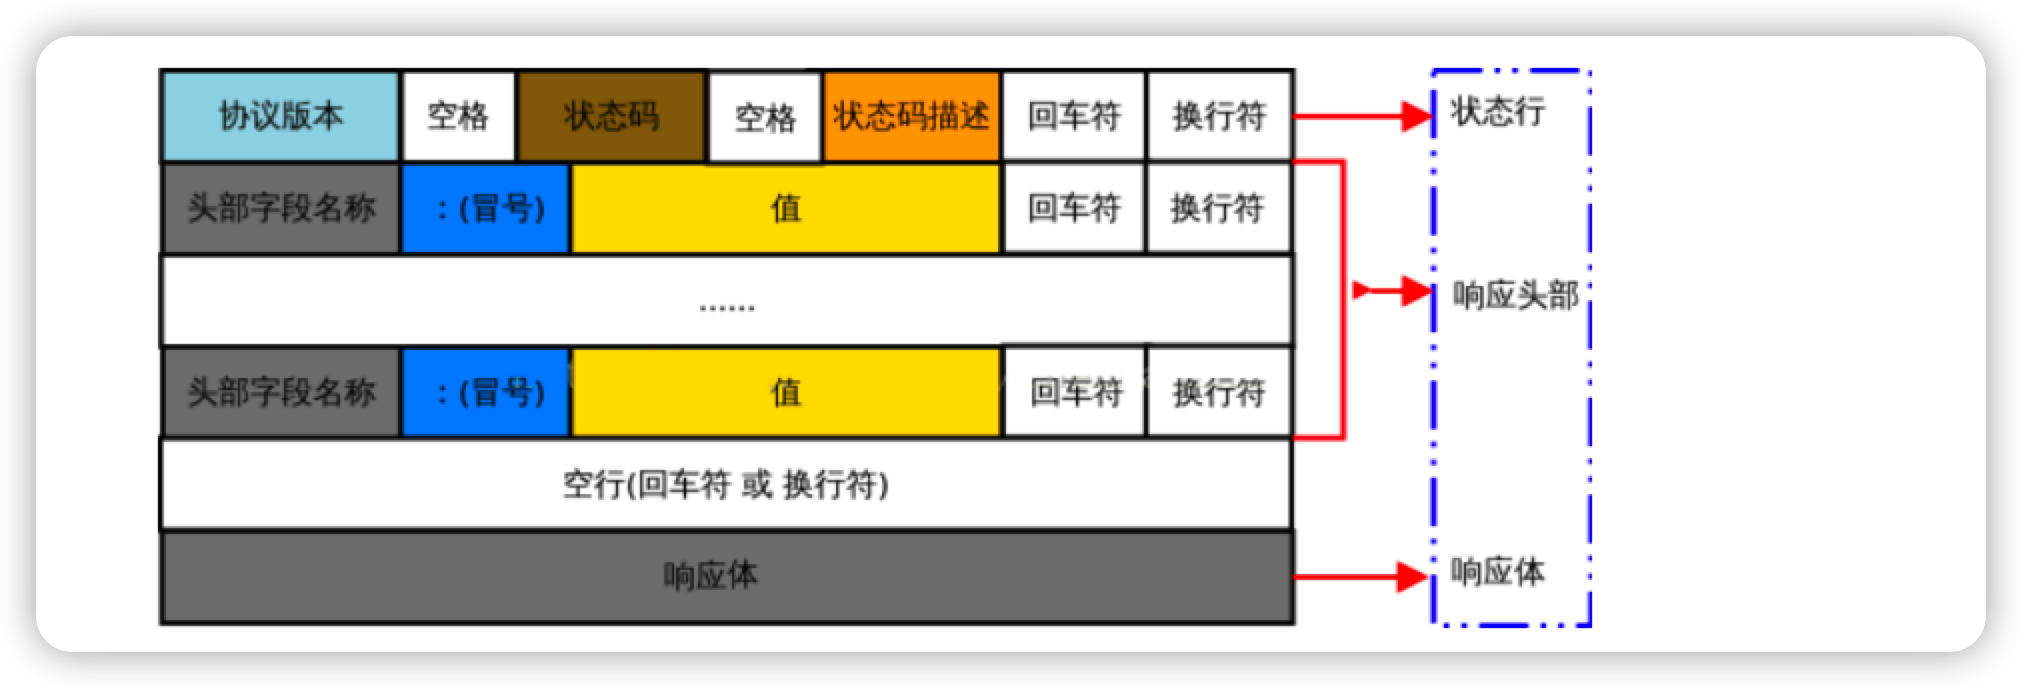 协议版本 空格 状态码 空格 状态码描述 回车符 换行符 状态行
头部字段名称 : (冒号) 值 回车符 换行符
......
响应头部
头部字段名称 : (冒号) 值 回车符 换行符
空行(回车符 或 换行符)
响应体 响应体